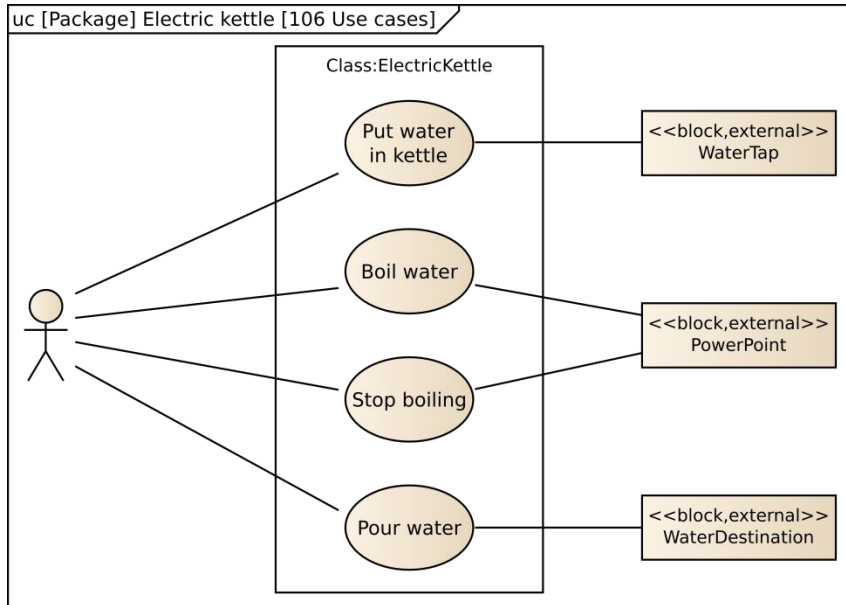 uc [Package] Electric kettle [106 Use cases]
Class:ElectricKettle
Put water
in kettle
<<block,external>>
WaterTap
Boil water
<<block,external>>
PowerPoint
Stop boiling
Pour water
<<block,external>>
WaterDestination